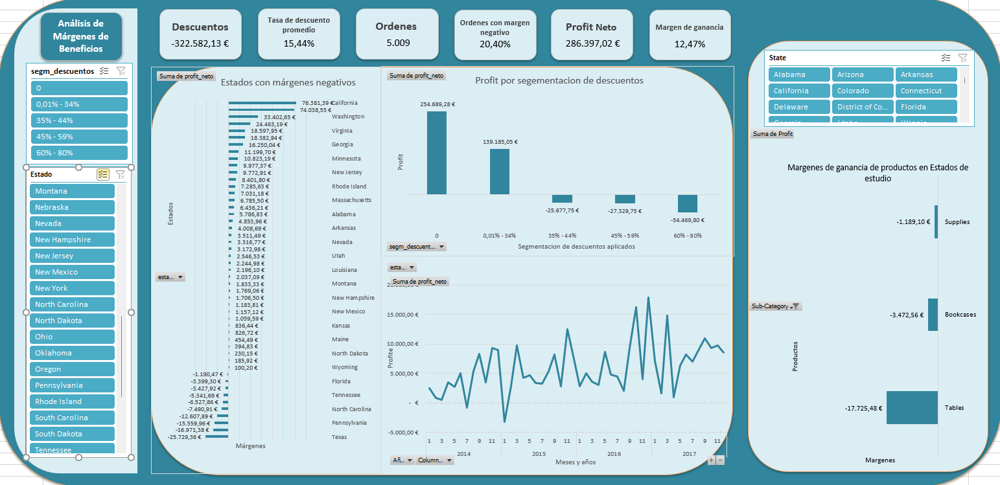 Análisis de
Márgenes de
Beneficios
Descuentos
-322.582,13 €
Tasa de descuento
promedio
15,44%
Ordenes
5.009
Ordenes con margen
negativo
20,40%
Profit Neto
286.397,02 €
Margen de ganancia
12,47%
segm_descuentos
0
0,01% - 34%
35% - 44%
45% - 59%
60% - 80%
Estado
Montana
Nebraska
Nevada
New Hampshire
New Jersey
New Mexico
New York
North Carolina
North Dakota
Ohio
Oklahoma
Oregon
Pennsylvania
Rhode Island
South Carolina
South Dakota
Tennessee
Suma de profit_neto
Estados con márgenes negativos
76.381,39 €
California
74.038,55 €
33.402,65 €
Washington
24.463,19 €
18.597,95 €
Virginia
18.382,94 €
16.250,04 €
Georgia
11.199,70 €
10.823,19 €
Minnesota
9.977,37 €
9.772,91 €
New Jersey
8.401,80 €
7.285,63 €
Rhode Island
7.031,18 €
6.785,50 €
Massachusetts
6.436,21 €
5.786,83 €
Alabama
4.853,96 €
4.008,69 €
Arkansas
3.511,49 €
3.316,77 €
Nevada
3.172,98 €
2.546,53 €
Utah
2.244,98 €
2.196,10 €
Louisiana
2.037,09 €
1.833,33 €
Montana
1.769,06 €
1.706,50 €
New Hampshire
1.183,81 €
1.157,12 €
New Mexico
1.059,59 €
836,44 €
Kansas
826,72 €
454,49 €
Maine
394,83 €
230,15 €
North Dakota
185,92 €
100,20 €
Wyoming
-1.190,47 €
-3.399,30 €
Florida
-3.427,92 €
-5.341,69 €
Tennessee
-6.527,86 €
-7.490,91 €
North Carolina
-12.607,89 €
-15.559,96 €
Pennsylvania
-16.971,38 €
-25.729,36 €
Texas
Estados
esta...
Márgenes
Suma de profit_neto
Profit por segementacion de descuentos
254.689,28 €
139.185,05 €
-25.677,75 €
-27.329,75 €
-54.469,80 €
Profit
0
0,01% - 34%
35% - 44%
45% - 59%
60% - 80%
segm_descuent...
Segmentacion de descuentos aplicados
esta...
Suma de profit_neto
15.000,00 €
10.000,00 €
5.000,00 €
- €
-5.000,00 €
Profite
1 3 5 7 9 11 1 3 5 7 9 11 1 3 5 7 9 11 1 3 5 7 9 11
2014 2015 2016 2017
Añ...
Column...
Meses y años
+ −
State
Alabama
Arizona
Arkansas
California
Colorado
Connecticut
Delaware
District of Co...
Florida
Georgia
Idaho
Illinois
Suma de Profit
Margenes de ganancia de productos en Estados de
estudio
-1.189,10 €
Supplies
Sub-Category
-3.472,56 €
Bookcases
Productos
-17.725,48 €
Tables
Margenes